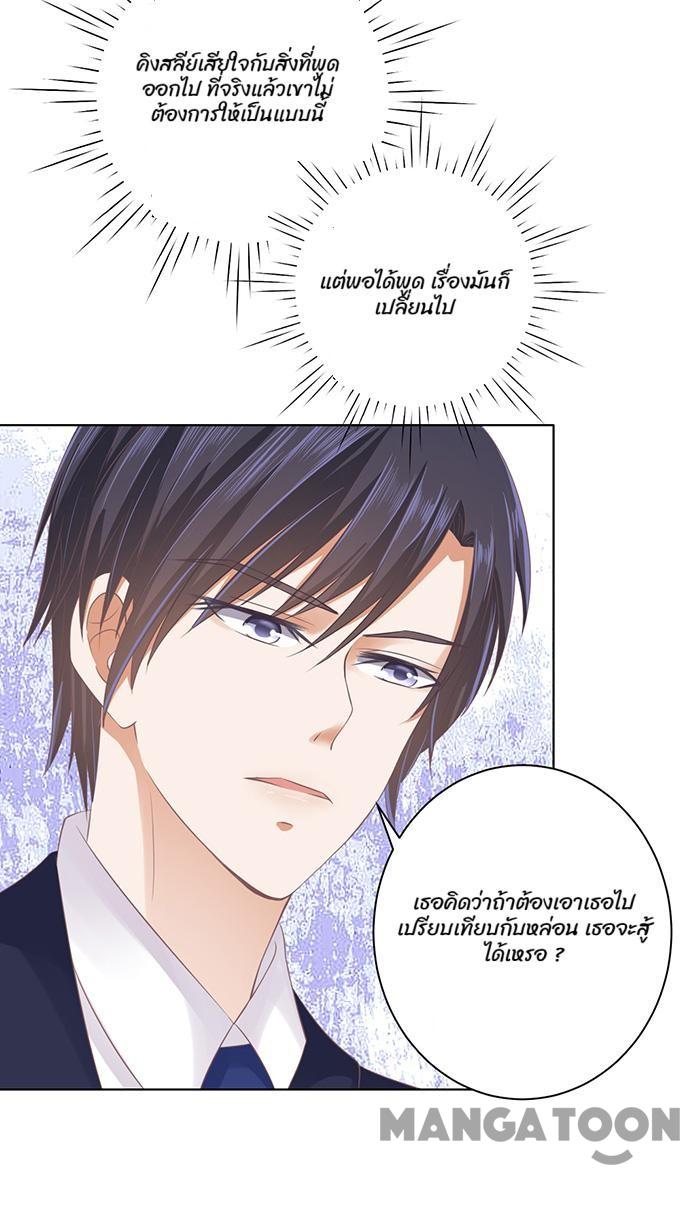 คิงสลีย์เสียใจกับสิ่งที่พูด
ออกไป ที่จริงแล้วเขาไม่
ต้องการให้เป็นแบบนี้
แต่พอได้พูด เรื่องมันก็
เปลี่ยนไป
เธอคิดว่าถ้าต้องเอาเธอไป
เปรียบเทียบกับหล่อน เธอจะสู้
ได้เหรอ ?
MANGATOON